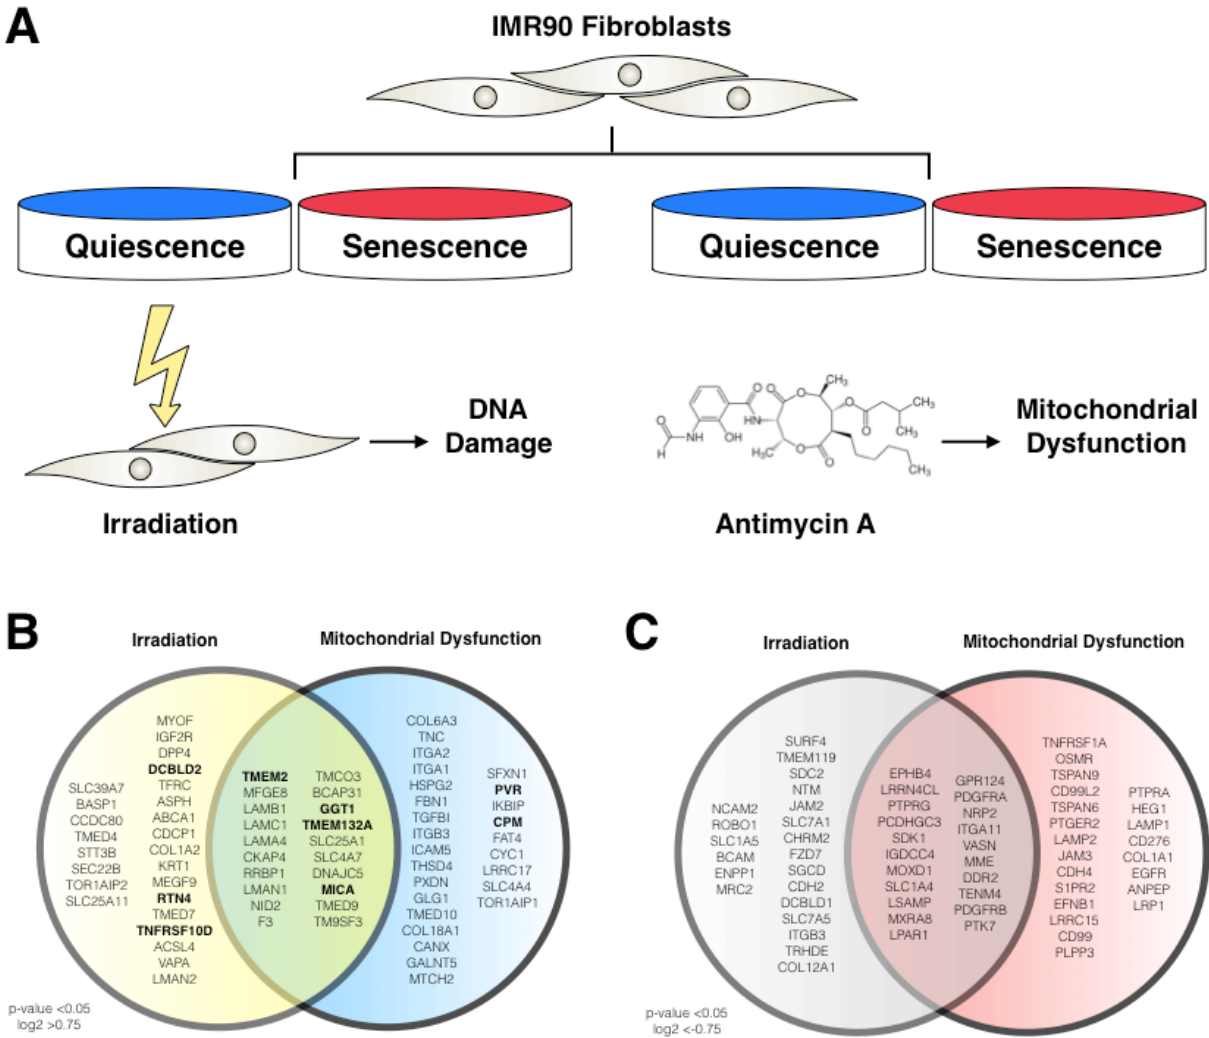 A
IMR90 Fibroblasts
Quiescence
Senescence
Quiescence
Senescence
DNA
Damage
Irradiation
O
H
NH
OH
O
HN
O
O
CH₃
O
O
CH₃
CH₃
H₃C
O
O
CH₃
Mitochondrial
Dysfunction
Antimycin A
B
Irradiation
Mitochondrial Dysfunction
SLC39A7
BASP1
CCDC80
TMED4
STT3B
SEC22B
TOR1AIP2
SLC25A11
MYOF
IGF2R
DPP4
DCBLD2
TFRC
ASPH
ABCA1
CDCP1
COL1A2
KRT1
MEGF9
RTN4
TMED7
TNFRSF10D
ACSL4
VAPA
LMAN2
TMEM2
MFGE8
LAMB1
LAMC1
LAMA4
CKAP4
RRBP1
LMAN1
NID2
F3
TMCO3
BCAP31
GGT1
TMEM132A
SLC25A1
SLC4A7
DNAJC5
MICA
TMED9
TM9SF3
COL6A3
TNC
ITGA2
ITGA1
HSPG2
FBN1
TGFBI
ITGB3
ICAM5
THSD4
PXDN
GLG1
TMED10
COL18A1
CANX
GALNT5
MTCH2
SFXN1
PVR
IKBIP
CPM
FAT4
CYC1
LRRC17
SLC4A4
TOR1AIP1
p-value <0.05
log2 >0.75
C
Irradiation
Mitochondrial Dysfunction
NCAM2
ROBO1
SLC1A5
BCAM
ENPP1
MRC2
SURF4
TMEM119
SDC2
NTM
JAM2
SLC7A1
CHRM2
FZD7
SGCD
CDH2
DCBLD1
SLC7A5
ITGB3
TRHDE
COL12A1
EPHB4
LRRN4CL
PTPRG
PCDHGC3
SDK1
IGDCC4
MOXD1
SLC1A4
LSAMP
MXRA8
LPAR1
GPR124
PDGFRA
NRP2
ITGA11
VASN
MME
DDR2
TENM4
PDGFRB
PTK7
TNFRSF1A
OSMR
TSPAN9
CD99L2
TSPAN6
PTGER2
LAMP2
JAM3
CDH4
S1PR2
EFNB1
LRRC15
CD99
PLPP3
PTPRA
HEG1
LAMP1
CD276
COL1A1
EGFR
ANPEP
LRP1
p-value <0.05
log2 <-0.75